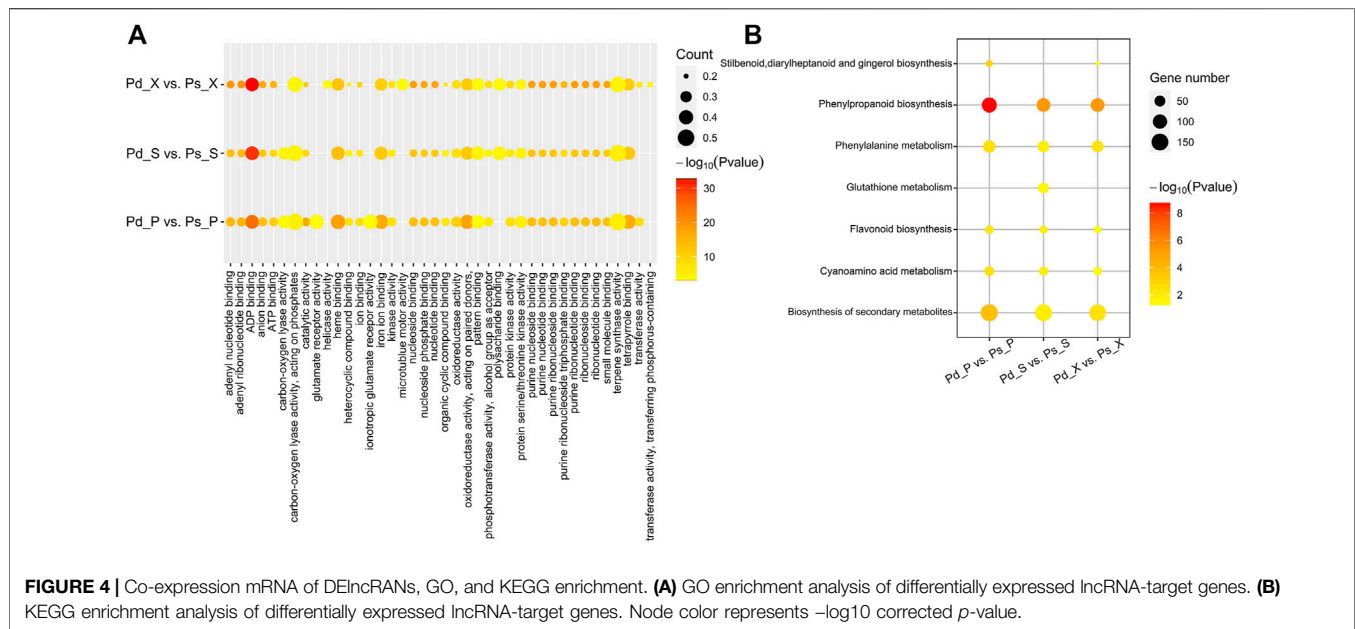 A
Pd_X vs. Ps_X
Pd_S vs. Ps_S
Pd_P vs. Ps_P
adenyl nucleotide binding
adenyl ribonucleotide binding
ADP binding
anion binding
ATP binding
carbon-oxygen lyase activity
carbon-oxygen lyase activity, acting on phosphates
catalytic activity
glutamate receptor activity
helicase activity
heme binding
heterocyclic compound binding
ion binding
ionotropic glutamate recepor activity
iron ion binding
kinase activity
microtublue motor activity
nucleoside binding
nucleoside phosphate binding
nucleotide binding
organic cyclic compound binding
oxidoreductase activity
oxidoreductase activity, acting on paired donors,
pattern binding
phosphotransferase activity, alcohol group as acceptor
polysaccharide binding
protein kinase activity
protein serine/threonine kinase activity
purine nucleoside binding
purine nucleotide binding
purine ribonucleoside binding
purine ribonucleoside triphosphate binding
purine ribonucleotide binding
ribonucleoside binding
ribonucleotide binding
small molecule binding
terpene synthase activity
tetrapyrrole binding
transferase activity
transferase activity, transferring phosphorus-containing
Count
0.2
0.3
0.4
0.5
−log10(Pvalue)
30
20
10
B
Stilbenoid,diarylheptanoid and gingerol biosynthesis
Phenylpropanoid biosynthesis
Phenylalanine metabolism
Glutathione metabolism
Flavonoid biosynthesis
Cyanoamino acid metabolism
Biosynthesis of secondary metabolites
Pd_P vs. Ps_P
Pd_S vs. Ps_S
Pd_X vs. Ps_X
Gene number
50
100
150
−log10(Pvalue)
8
6
4
2
FIGURE 4 | Co-expression mRNA of DElncRANs, GO, and KEGG enrichment. (A) GO enrichment analysis of differentially expressed lncRNA-target genes. (B)
KEGG enrichment analysis of differentially expressed lncRNA-target genes. Node color represents –log10 corrected p-value.